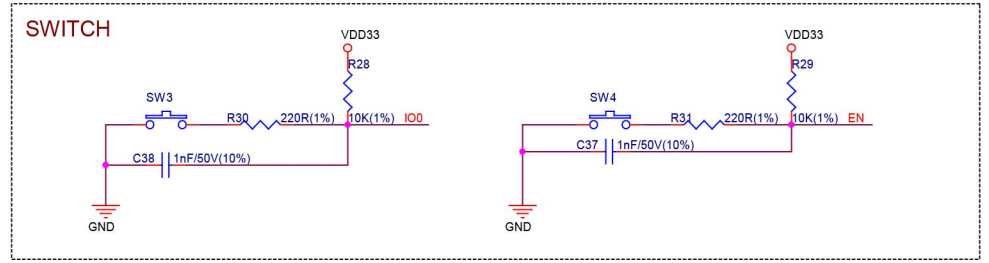 SWITCH
VDD33
R28
SW3
R30
220R(1%)
10K(1%)
IO0
C38
1nF/50V(10%)
GND
VDD33
R29
SW4
R31
220R(1%)
10K(1%)
EN
C37
1nF/50V(10%)
GND